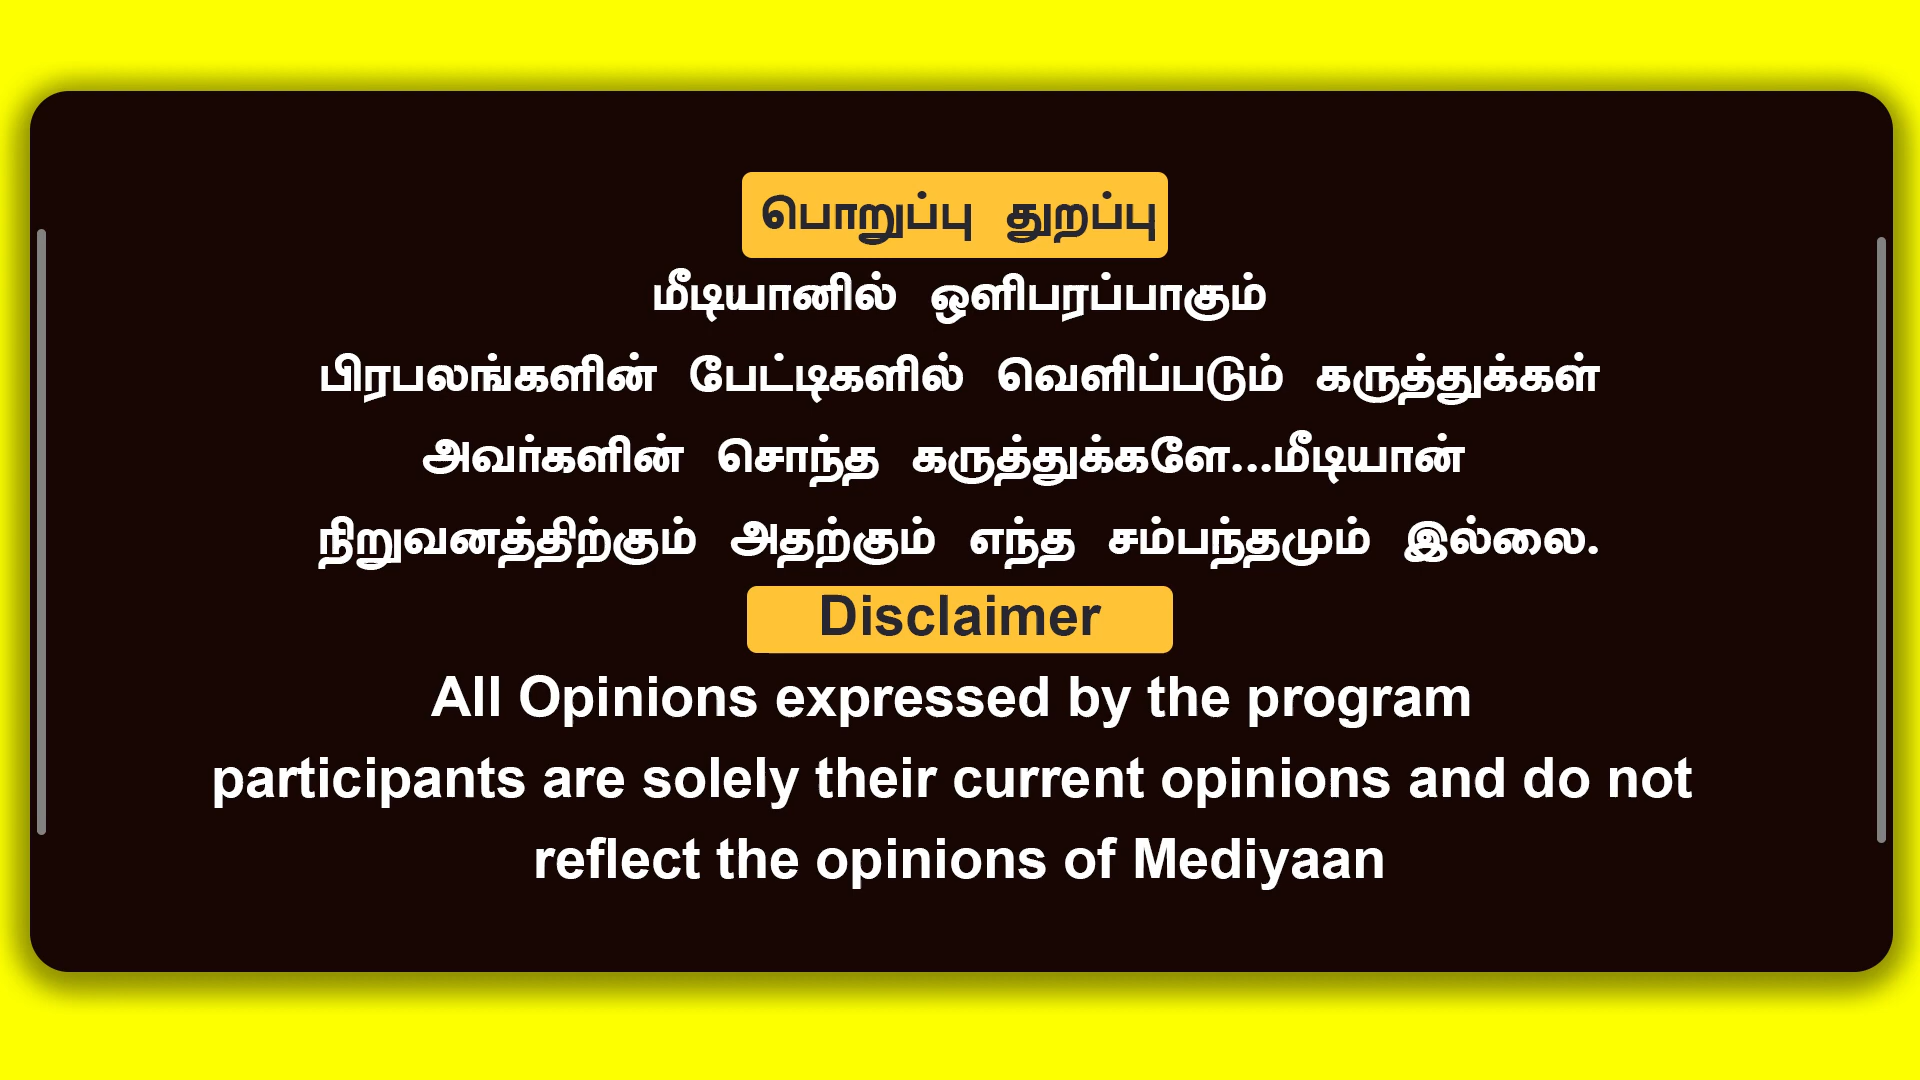 பொறுப்பு துறப்பு
மீடியானில் ஒளிபரப்பாகும்
பிரபலங்களின் பேட்டிகளில் வெளிப்படும் கருத்துக்கள்
அவர்களின் சொந்த கருத்துக்களே...மீடியான்
நிறுவனத்திற்கும் அதற்கும் எந்த சம்பந்தமும் இல்லை.
Disclaimer
All Opinions expressed by the program
participants are solely their current opinions and do not
reflect the opinions of Mediyaan